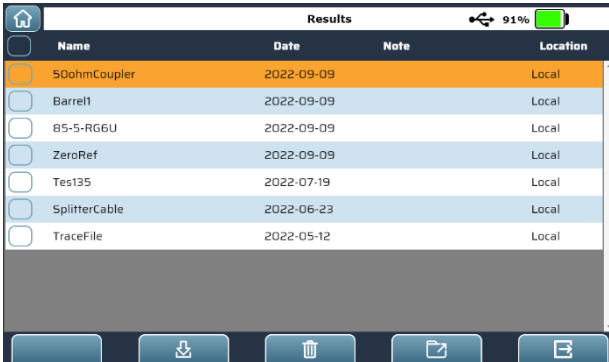 Results 91%
Name Date Note Location
50ohmCoupler 2022-09-09 Local
Barrel1 2022-09-09 Local
85-5-RG6U 2022-09-09 Local
ZeroRef 2022-09-09 Local
Tes135 2022-07-19 Local
SplitterCable 2022-06-23 Local
TraceFile 2022-05-12 Local